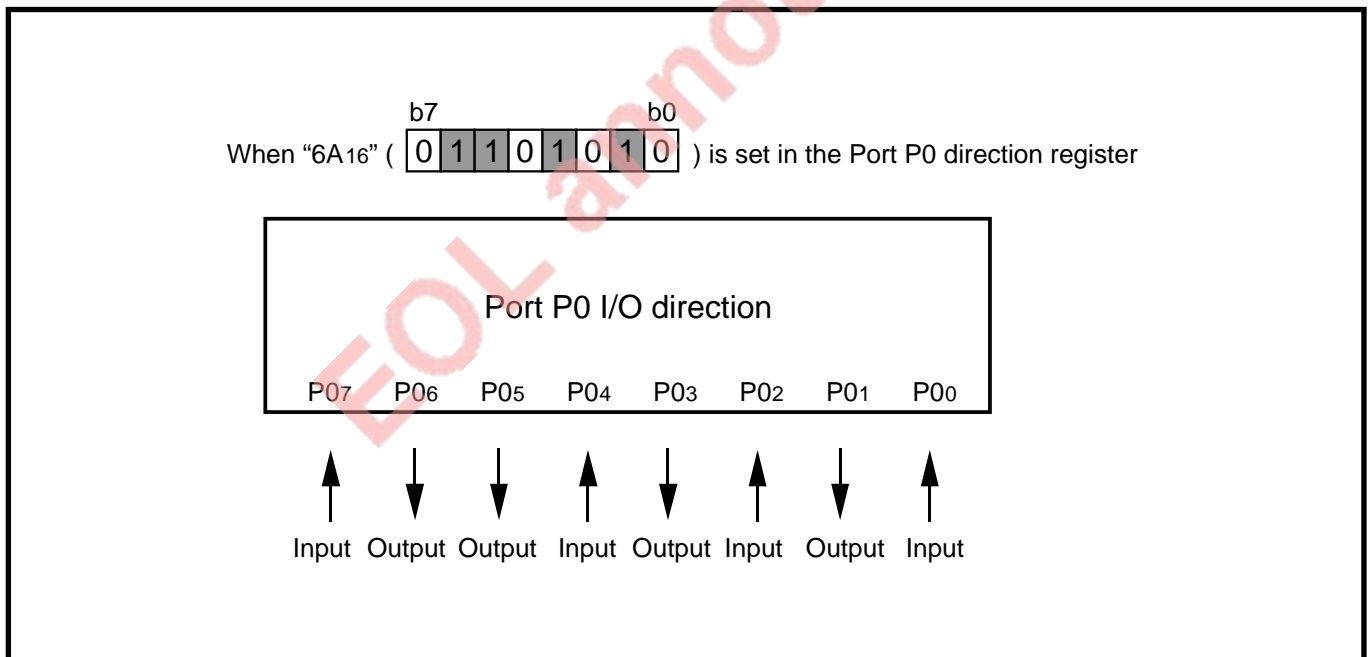 b7 b0
When “6A16” ( 0 1 1 0 1 0 1 0 ) is set in the Port P0 direction register
Port P0 I/O direction
P07 P06 P05 P04 P03 P02 P01 P00
Input Output Output Input Output Input Output Input
EOL